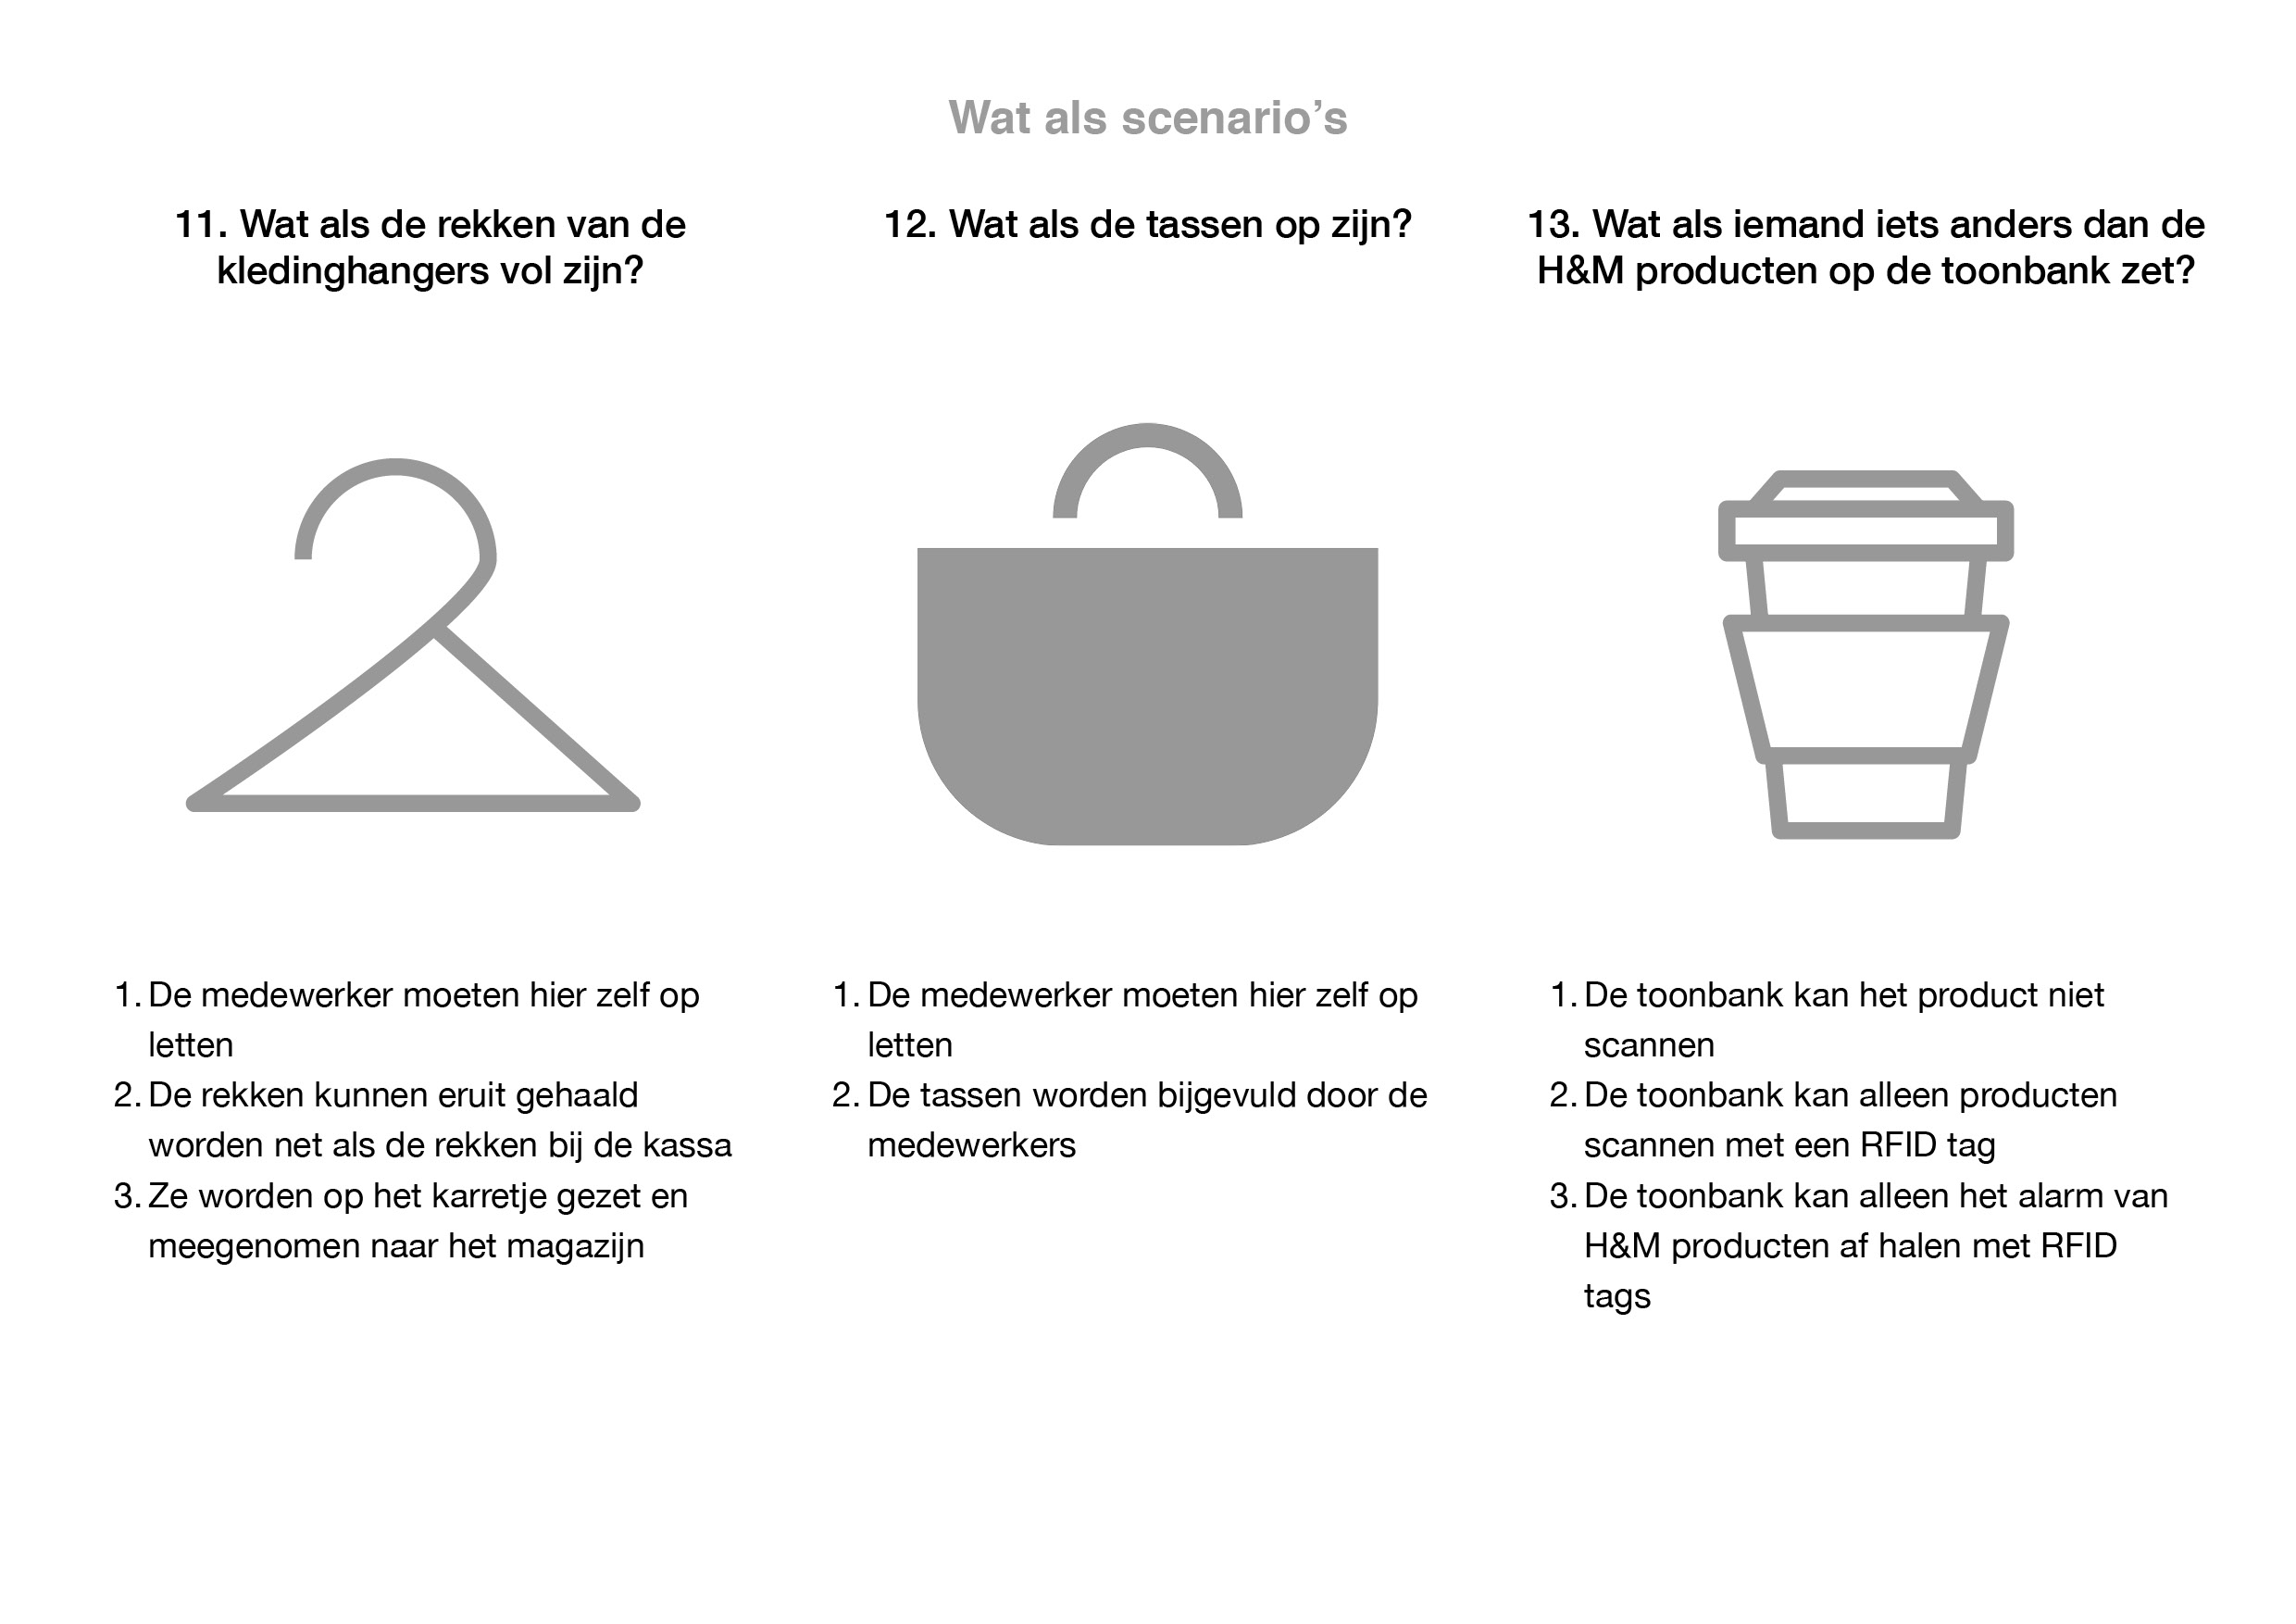 Wat als scenario’s
11. Wat als de rekken van de
kledinghangers vol zijn?
12. Wat als de tassen op zijn?
13. Wat als iemand iets anders dan de
H&M producten op de toonbank zet?
1. De medewerker moeten hier zelf op
letten
2. De rekken kunnen eruit gehaald
worden net als de rekken bij de kassa
3. Ze worden op het karretje gezet en
meegenomen naar het magazijn
1. De medewerker moeten hier zelf op
letten
2. De tassen worden bijgevuld door de
medewerkers
1. De toonbank kan het product niet
scannen
2. De toonbank kan alleen producten
scannen met een RFID tag
3. De toonbank kan alleen het alarm van
H&M producten af halen met RFID
tags